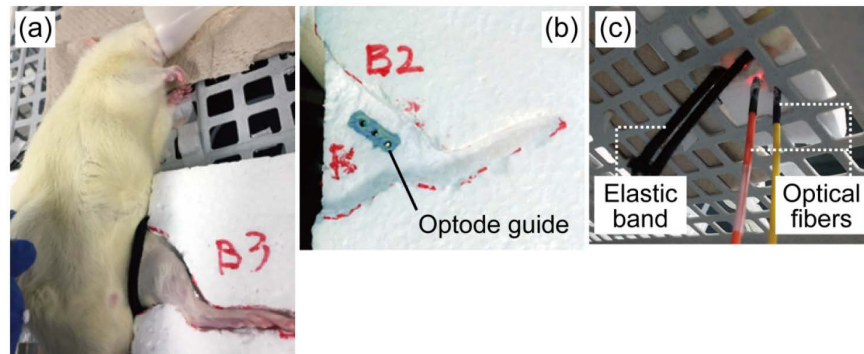 (a)
B3
(b)
B2
Optode guide
(c)
Elastic
band
Optical
fibers